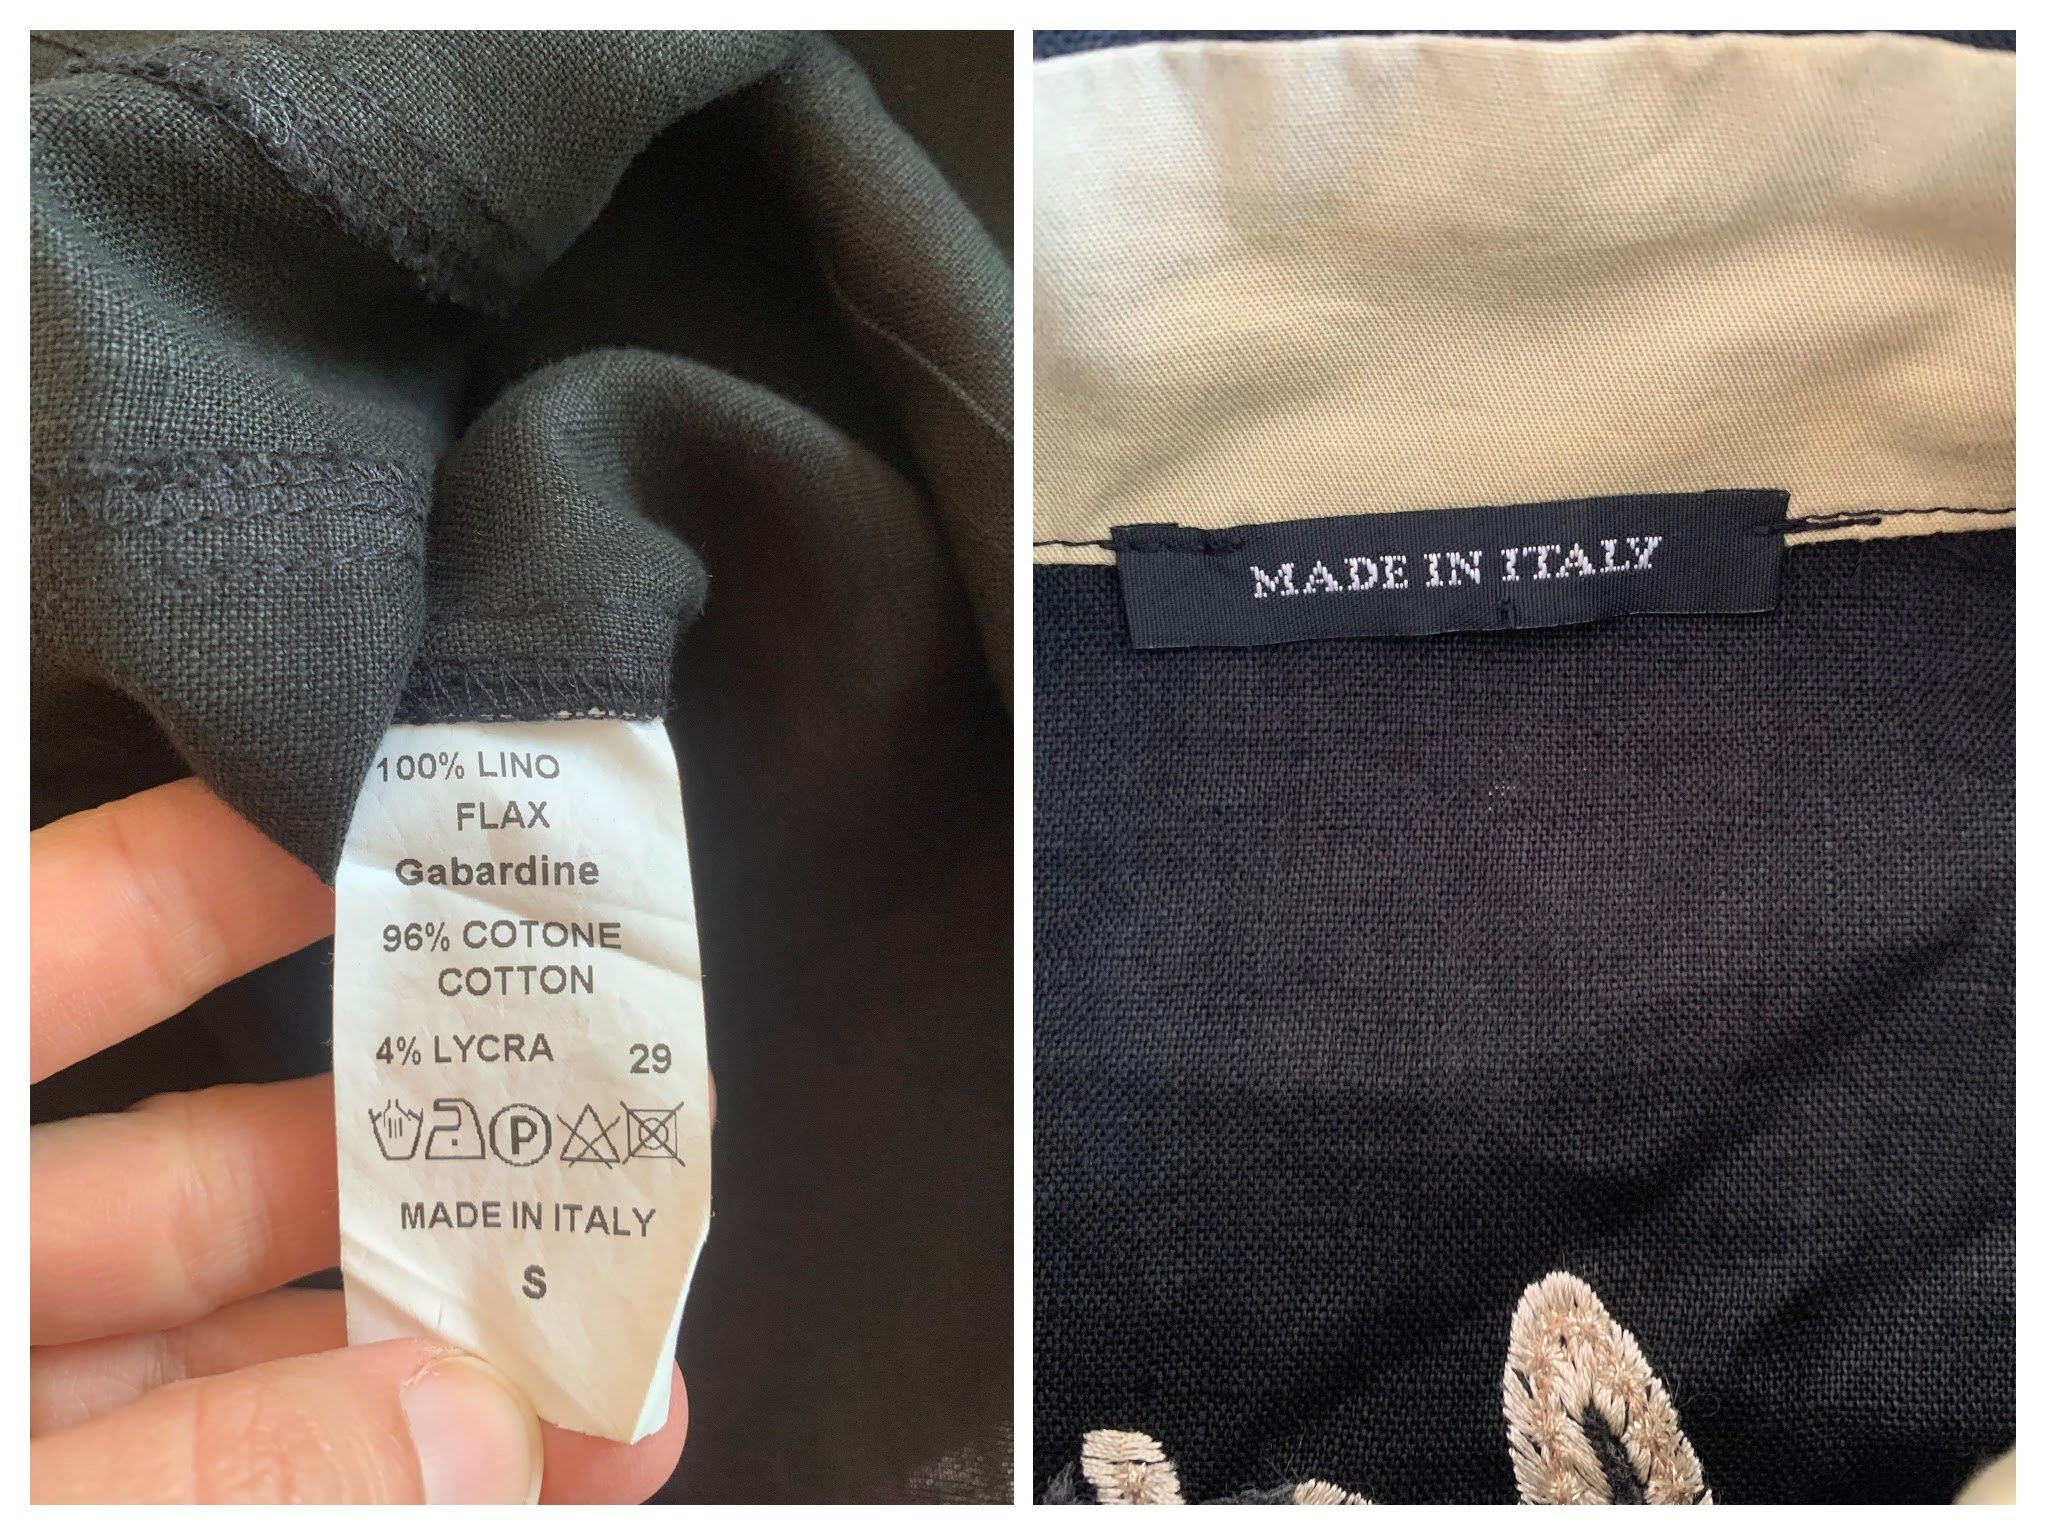 100% LINO
FLAX
Gabardine
96% COTONE
COTTON
4% LYCRA 29
P
MADE IN ITALY
S
MADE IN ITALY